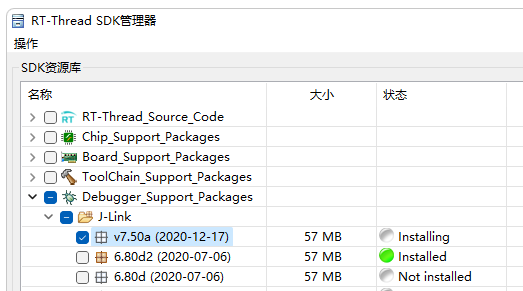 RT-Thread SDK管理器
操作
SDK资源库
名称 大小 状态
RT-Thread_Source_Code
Chip_Support_Packages
Board_Support_Packages
ToolChain_Support_Packages
Debugger_Support_Packages
J-Link
v7.50a (2020-12-17) 57 MB Installing
6.80d2 (2020-07-06) 57 MB Installed
6.80d (2020-07-06) 57 MB Not installed